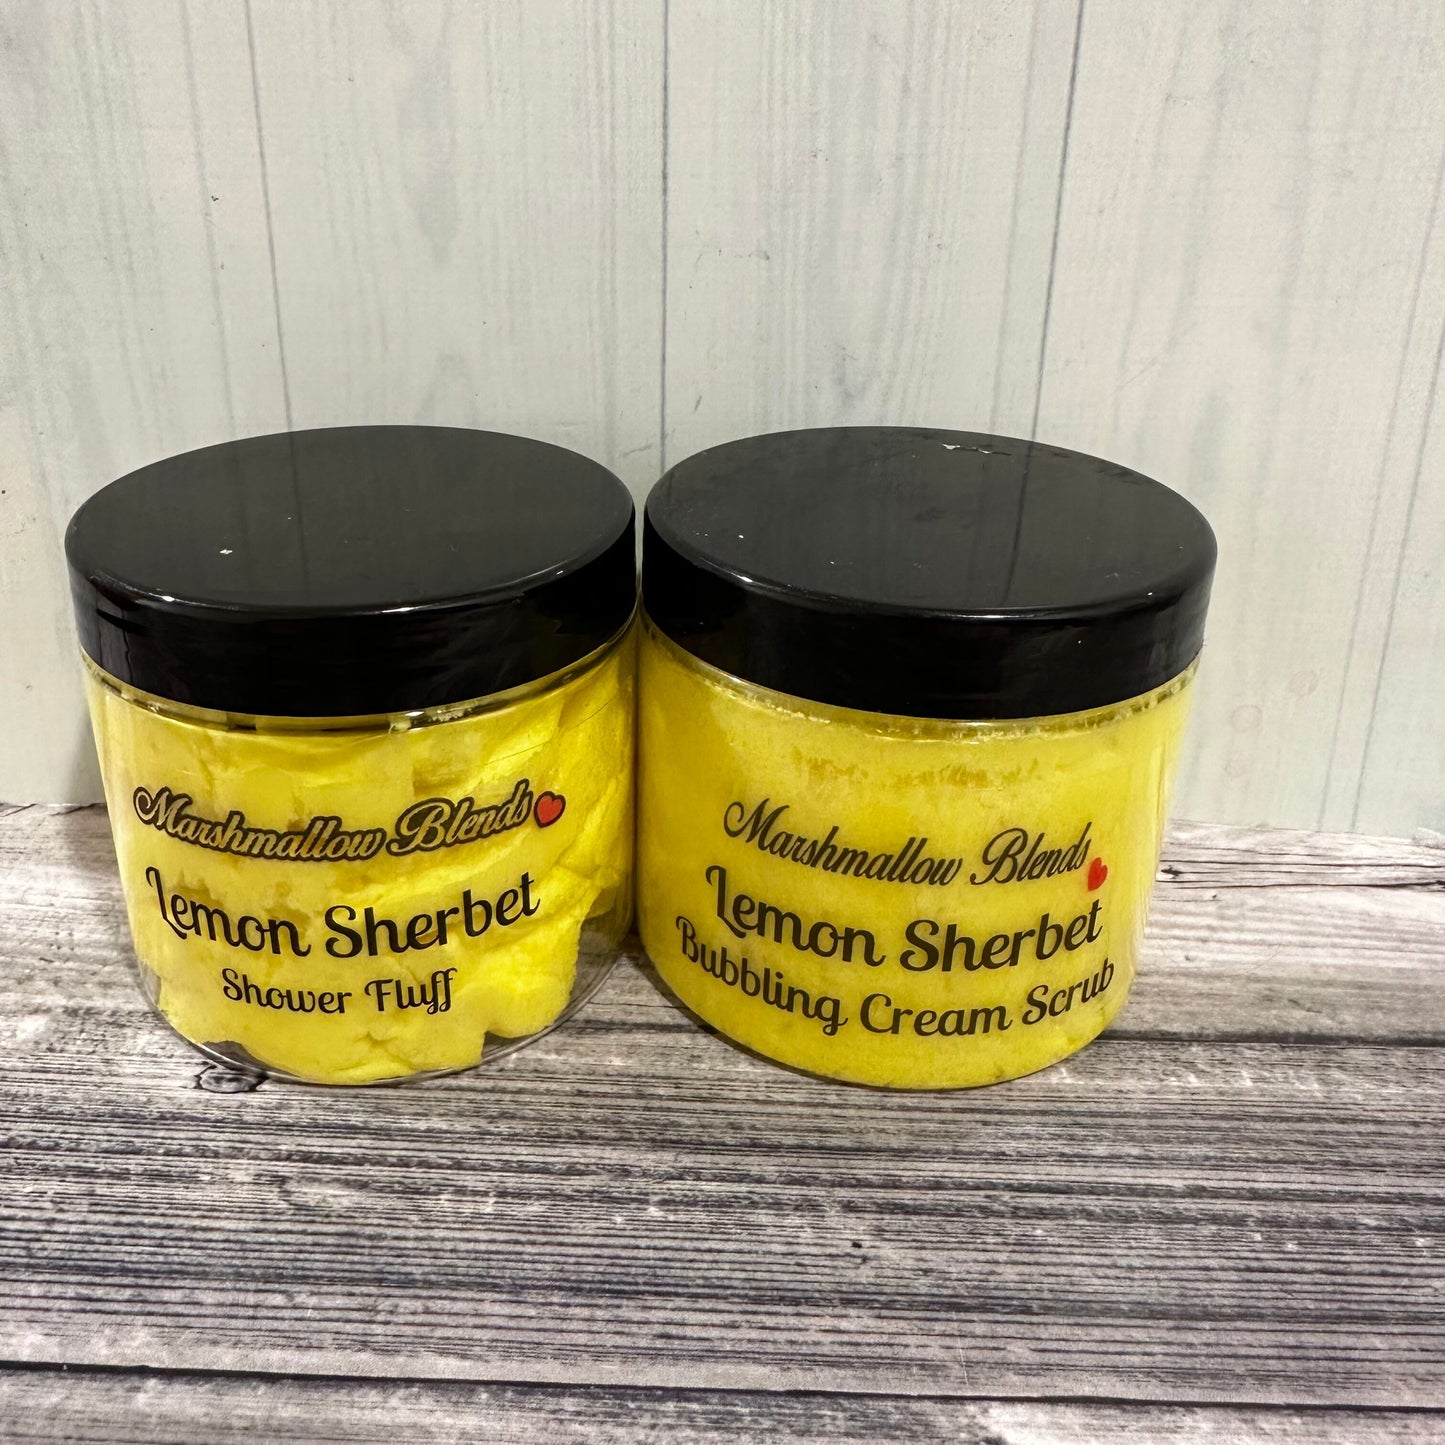 Marshmallow Blends
Lemon Sherbet
Shower Fluff
Marshmallow Blends
Lemon Sherbet
Bubbling Cream Scrub